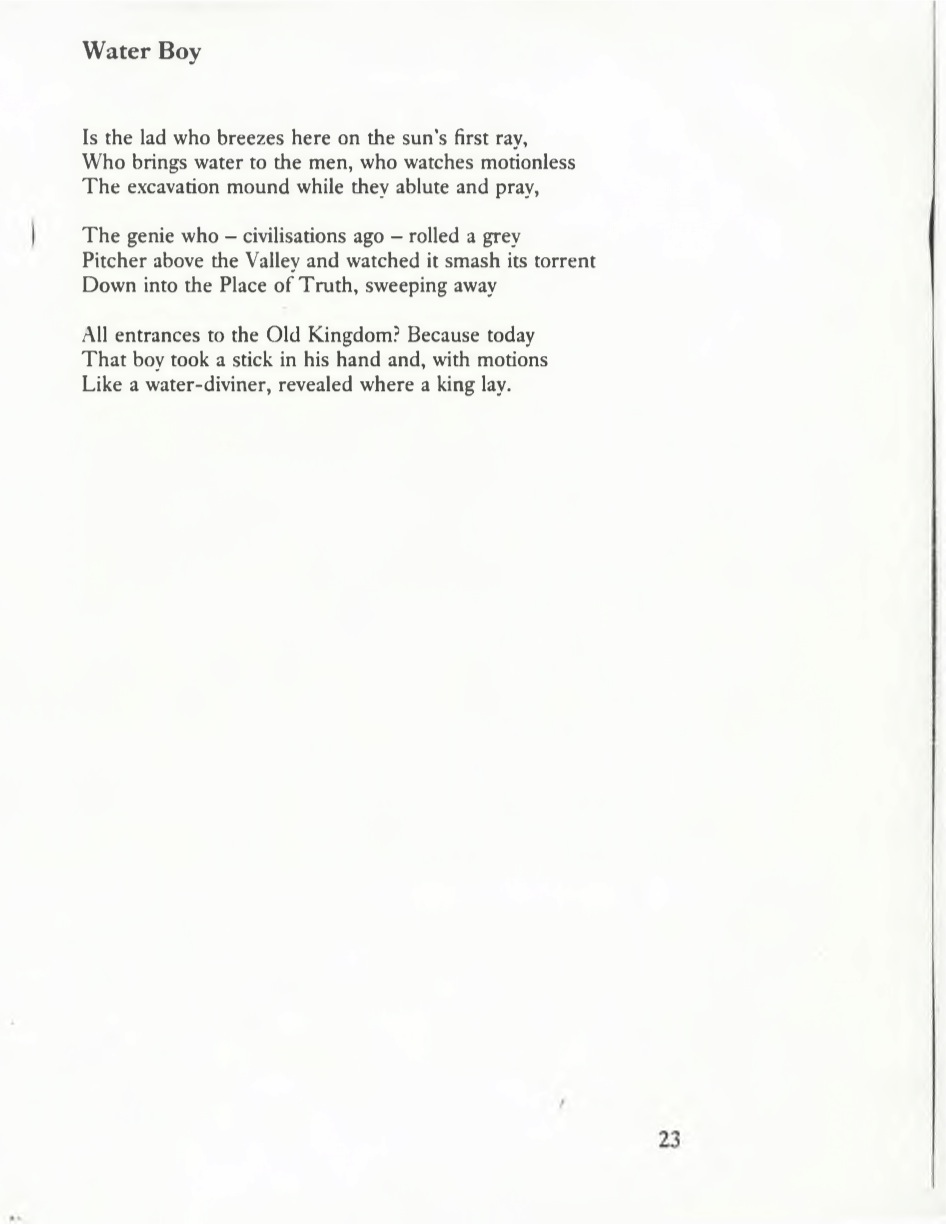 Water Boy
Is the lad who breezes here on the sun's first ray,
Who brings water to the men, who watches motionless
The excavation mound while they ablute and pray,
The genie who – civilisations ago – rolled a grey
Pitcher above the Valley and watched it smash its torrent
Down into the Place of Truth, sweeping away
All entrances to the Old Kingdom? Because today
That boy took a stick in his hand and, with motions
Like a water-diviner, revealed where a king lay.
23